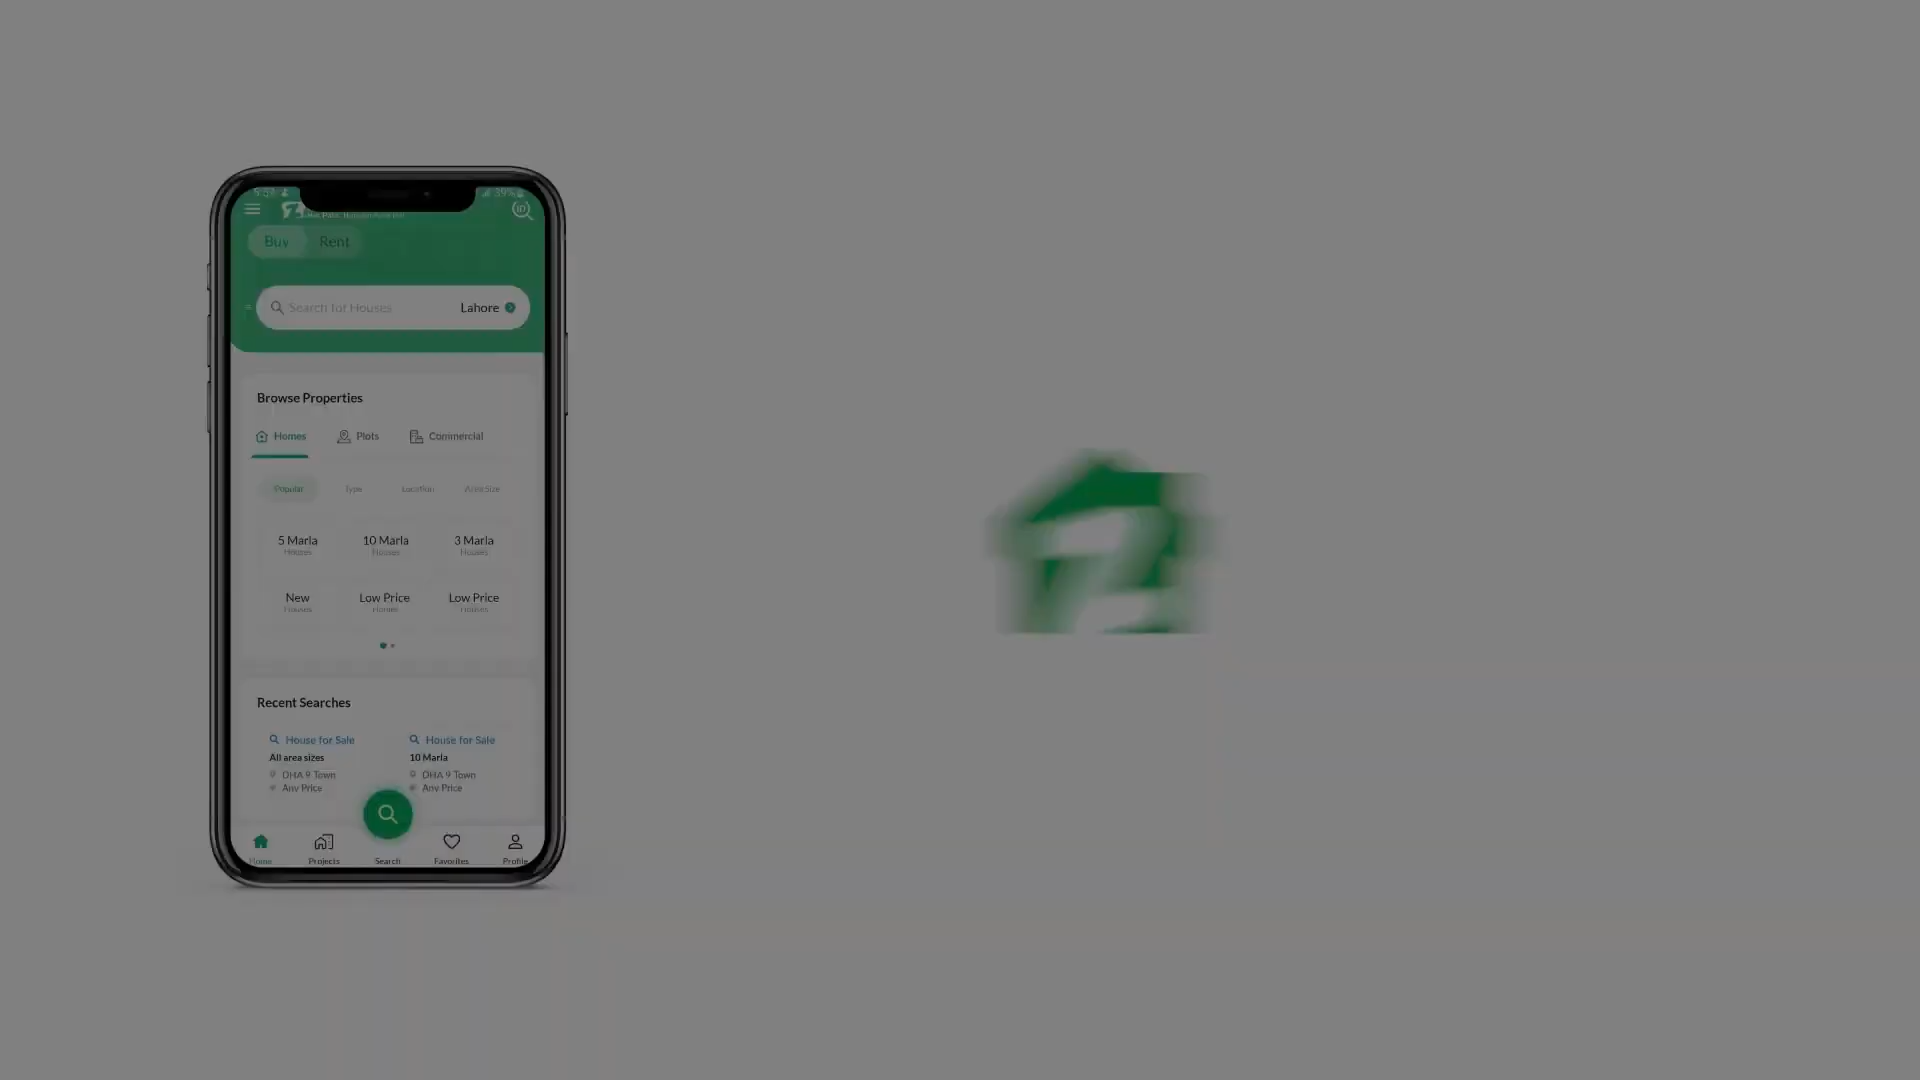 Buy Rent
Search for Houses Lahore
Browse Properties
Homes Plots Commercial
Popular Type Location Area Size
5 Marla 10 Marla 3 Marla
Houses Houses Houses
New Low Price Low Price
Houses Homes Houses
Recent Searches
House for Sale House for Sale
All area sizes 10 Marla
DHA 9 Town DHA 9 Town
Any Price Any Price
Home Projects Search Favorites Profile